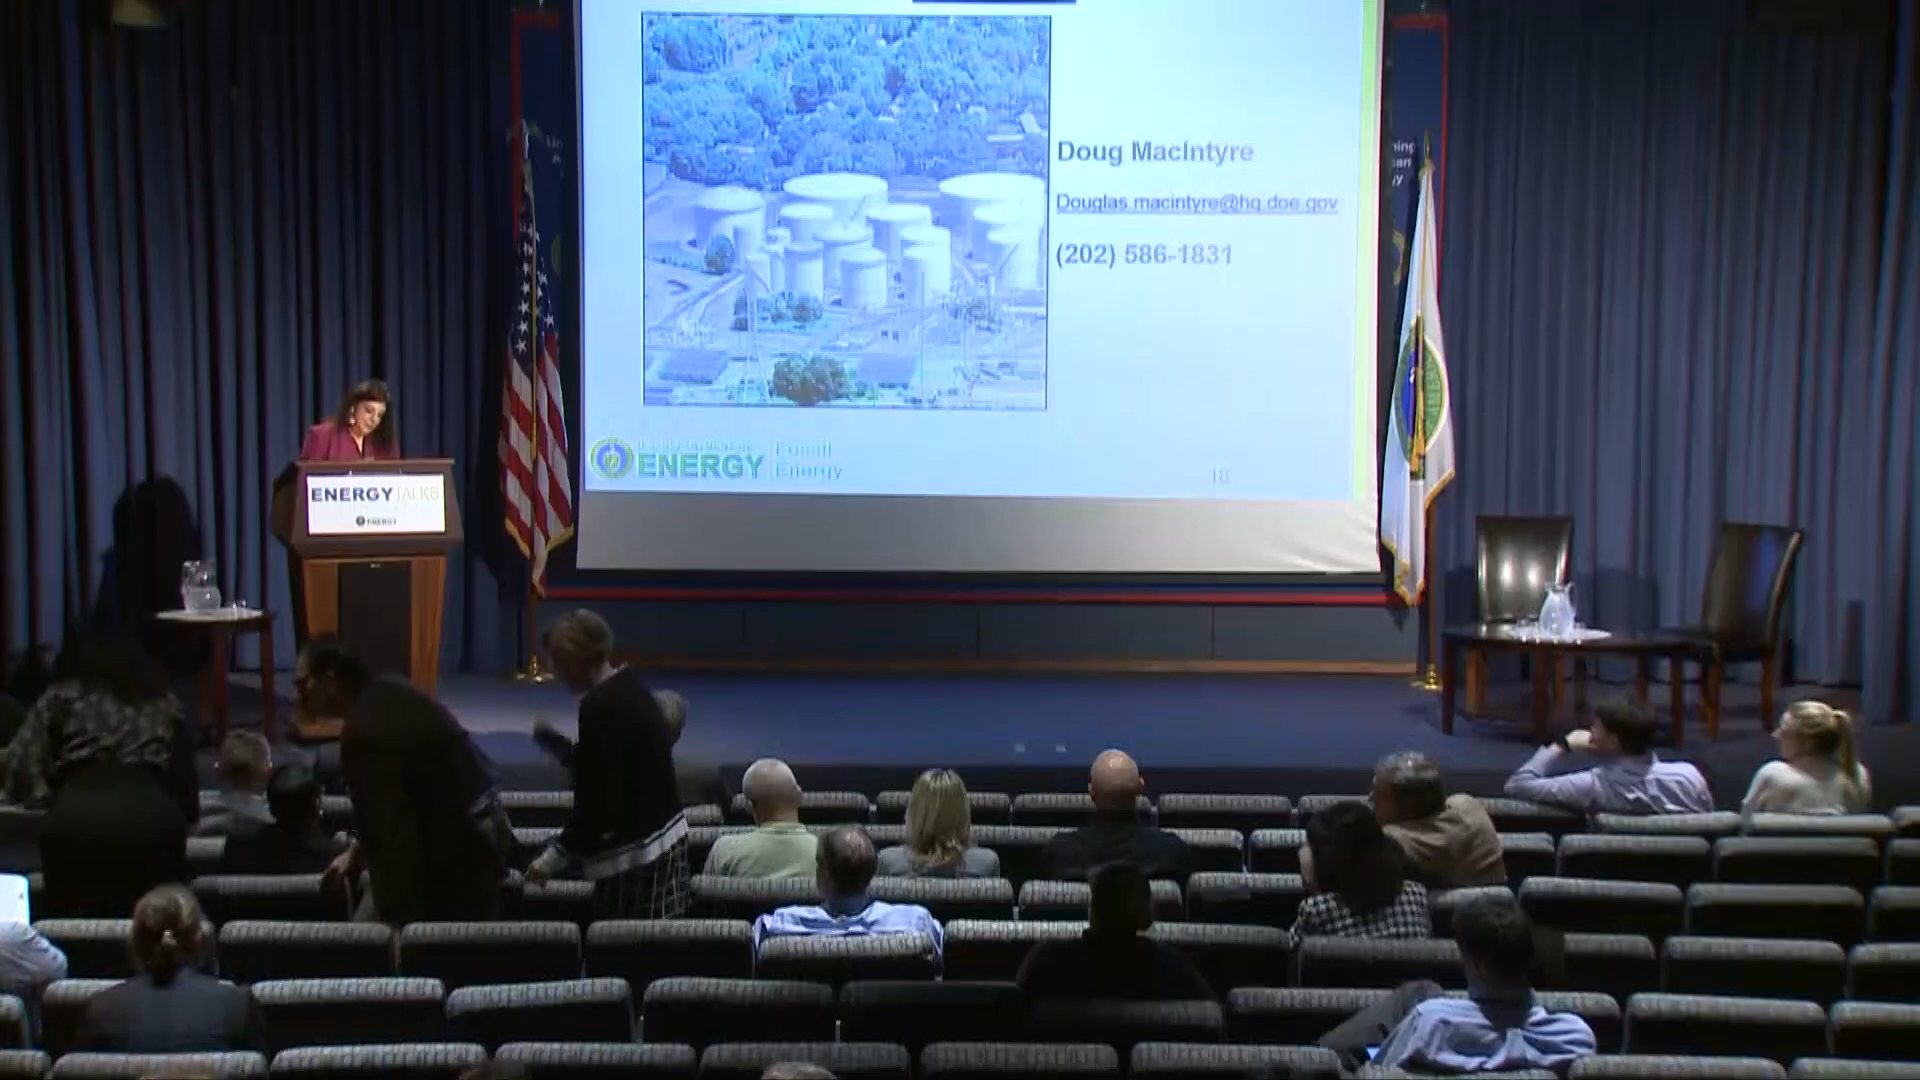 Doug MacIntyre
Douglas.macintyre@hq.doe.gov
(202) 586-1831
ENERGY
Fossil
Energy
18
ENERGY TALKS
ENERGY